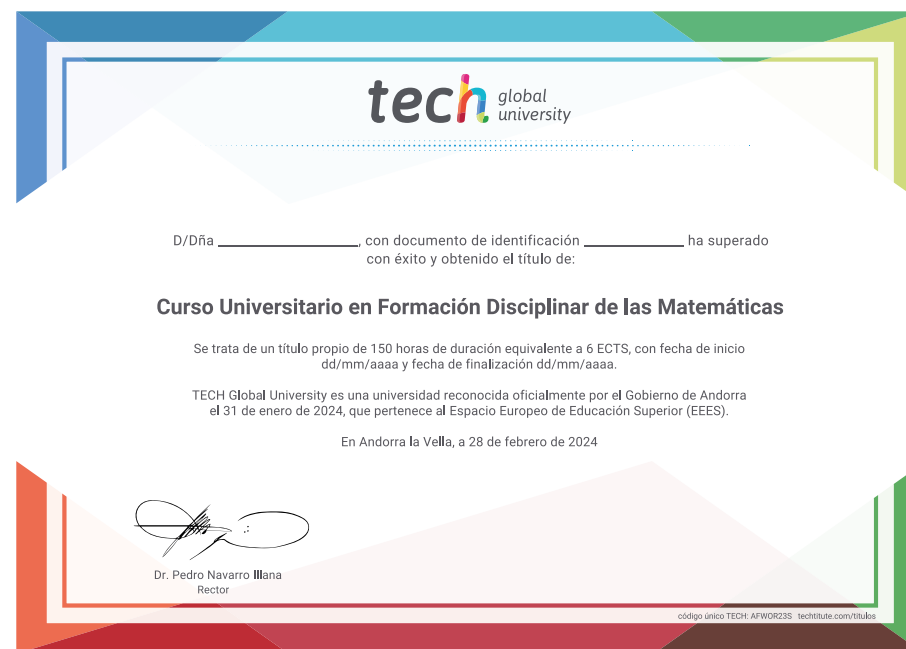 tech global university
D/Dña ____________________, con documento de identificación ______________ ha superado
con éxito y obtenido el título de:
Curso Universitario en Formación Disciplinar de las Matemáticas
Se trata de un título propio de 150 horas de duración equivalente a 6 ECTS, con fecha de inicio
dd/mm/aaaa y fecha de finalización dd/mm/aaaa.
TECH Global University es una universidad reconocida oficialmente por el Gobierno de Andorra
el 31 de enero de 2024, que pertenece al Espacio Europeo de Educación Superior (EEES).
En Andorra la Vella, a 28 de febrero de 2024
Dr. Pedro Navarro Illana
Rector
código único TECH: AFWOR23S techtitute.com/titulos